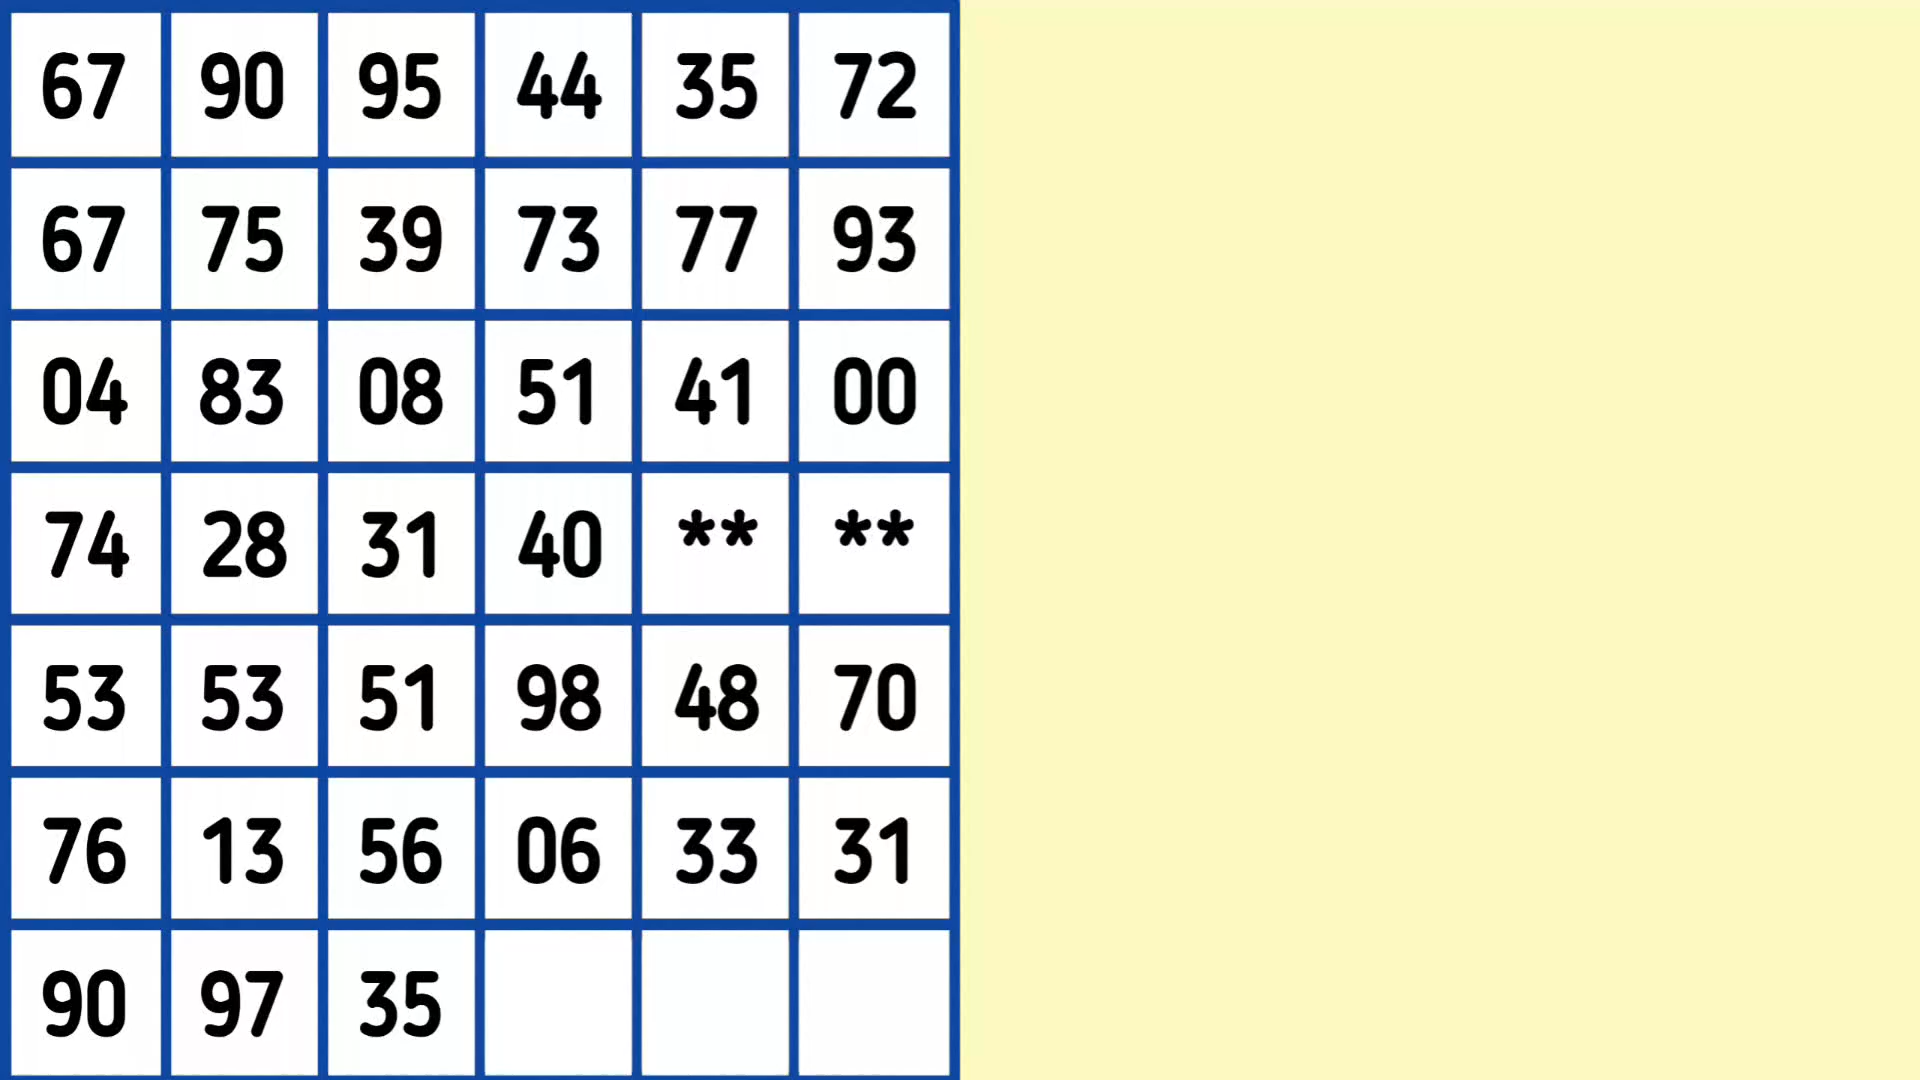 67 90 95 44 35 72
67 75 39 73 77 93
04 83 08 51 41 00
74 28 31 40 ** **
53 53 51 98 48 70
76 13 56 06 33 31
90 97 35